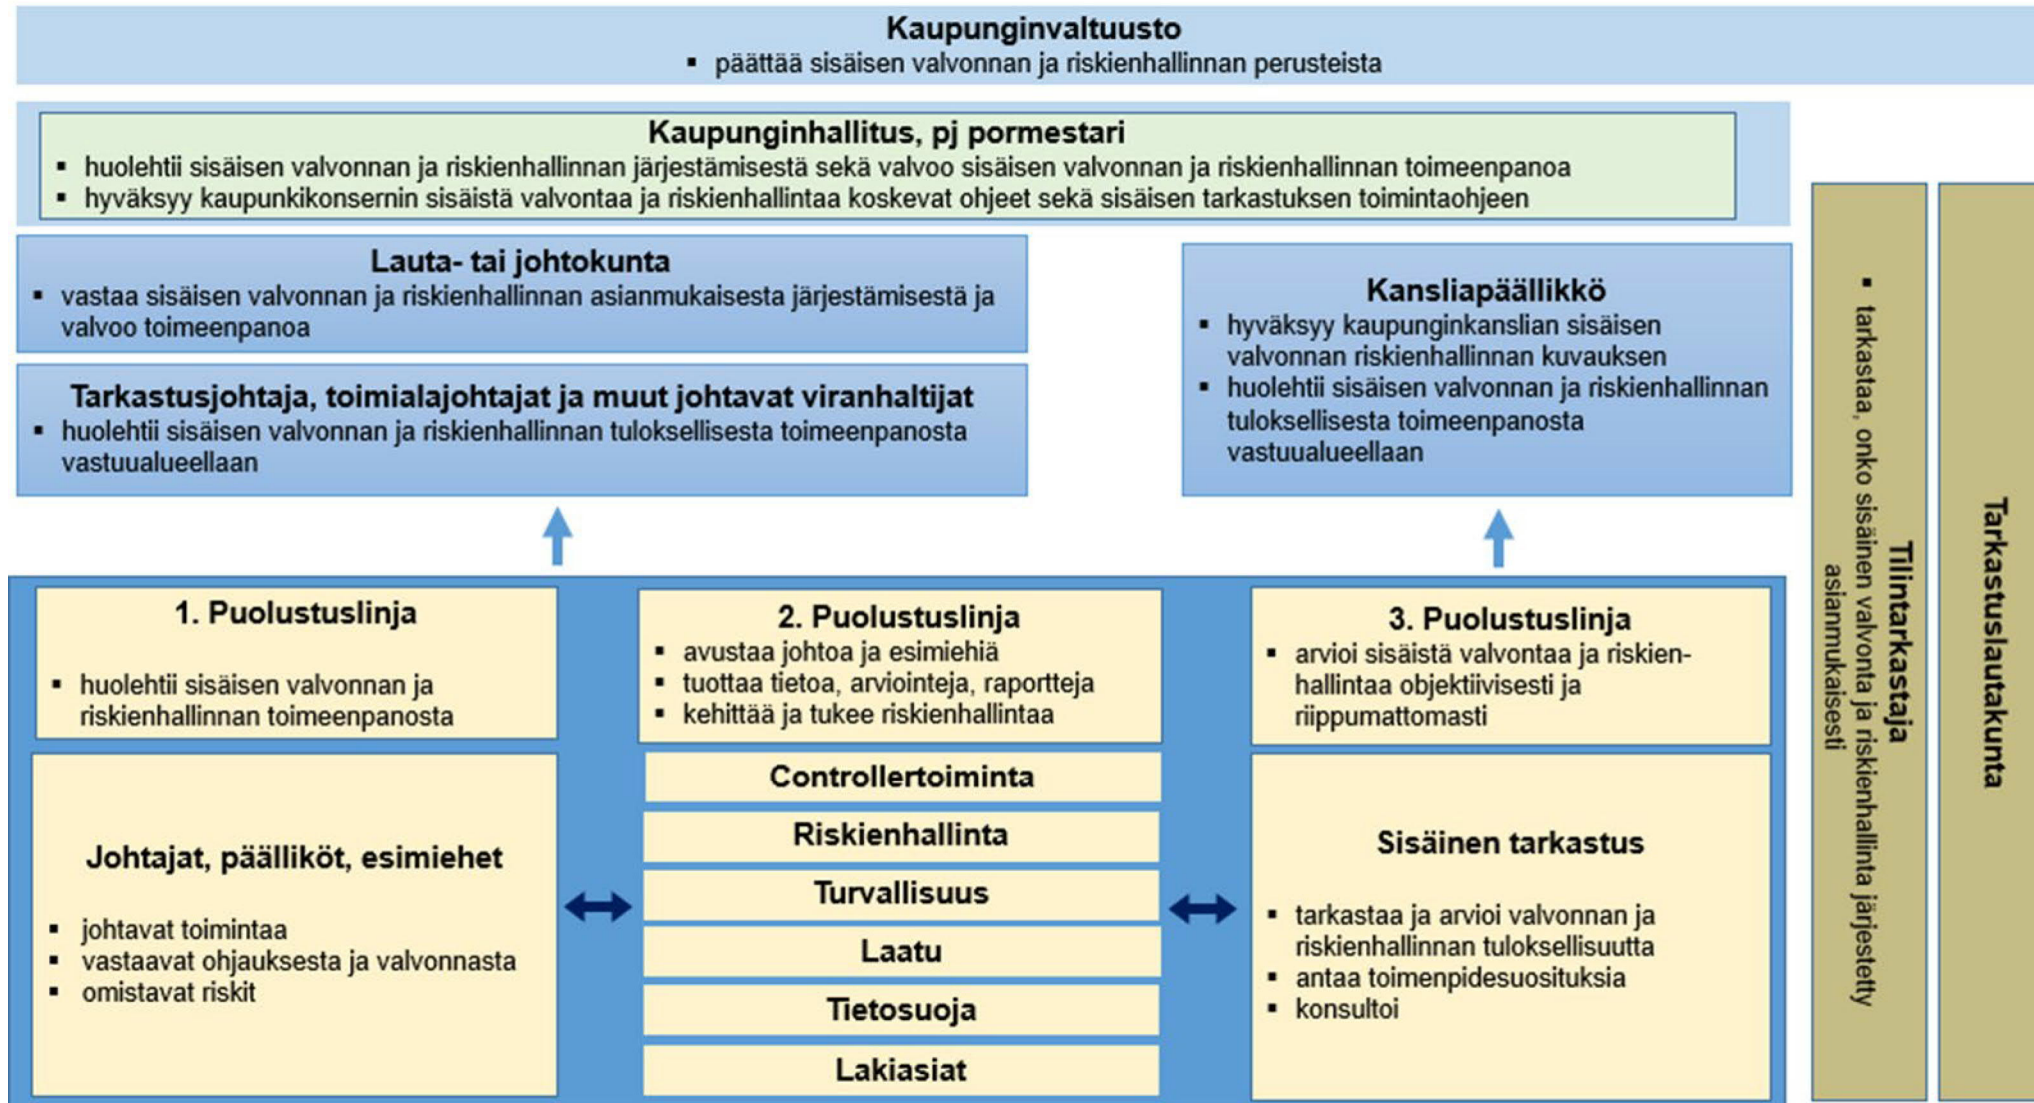 Kaupunginvaltuusto
▪ päättää sisäisen valvonnan ja riskienhallinnan perusteista
Kaupunginhallitus, pj pormestari
▪ huolehtii sisäisen valvonnan ja riskienhallinnan järjestämisestä sekä valvoo sisäisen valvonnan ja riskienhallinnan toimeenpanoa
▪ hyväksyy kaupunkikonsernin sisäistä valvontaa ja riskienhallintaa koskevat ohjeet sekä sisäisen tarkastuksen toimintaohjeen
Lauta- tai johtokunta
▪ vastaa sisäisen valvonnan ja riskienhallinnan asianmukaisesta järjestämisestä ja
valvoo toimeenpanoa
Tarkastusjohtaja, toimialajohtajat ja muut johtavat viranhaltijat
▪ huolehtii sisäisen valvonnan ja riskienhallinnan tuloksellisesta toimeenpanosta
vastuualueellaan
Kansliapäällikkö
▪ hyväksyy kaupunginkanslian sisäisen
valvonnan riskienhallinnan kuvauksen
▪ huolehtii sisäisen valvonnan ja riskienhallinnan
tuloksellisesta toimeenpanosta
vastuualueellaan
1. Puolustuslinja
▪ huolehtii sisäisen valvonnan ja
riskienhallinnan toimeenpanosta
Johtajat, päälliköt, esimiehet
▪ johtavat toimintaa
▪ vastaavat ohjauksesta ja valvonnasta
▪ omistavat riskit
2. Puolustuslinja
▪ avustaa johtoa ja esimiehiä
▪ tuottaa tietoa, arviointeja, raportteja
▪ kehittää ja tukee riskienhallintaa
Controllertoiminta
Riskienhallinta
Turvallisuus
Laatu
Tietosuoja
Lakiasiat
3. Puolustuslinja
▪ arvioi sisäistä valvontaa ja riskien-
hallintaa objektiivisesti ja
riippumattomasti
Sisäinen tarkastus
▪ tarkastaa ja arvioi valvonnan ja
riskienhallinnan tuloksellisuutta
▪ antaa toimenpidesuosituksia
▪ konsultoi
Tilintarkastaja
▪ tarkastaa, onko sisäinen valvonta ja riskienhallinta järjestetty
asianmukaisesti
Tarkastuslautakunta